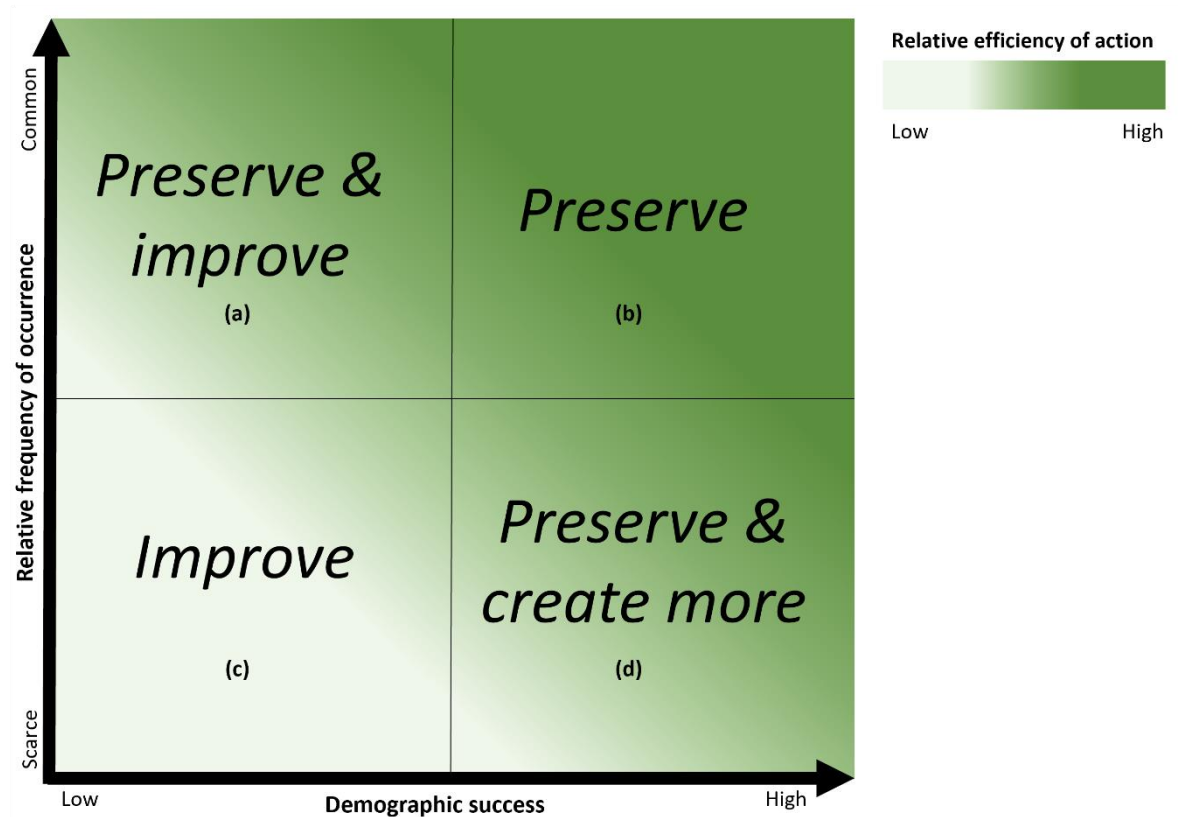 Relative efficiency of action
Low
High
Common
Relative frequency of occurrence
Scarce
Preserve &
improve
(a)
Preserve
(b)
Improve
(c)
Preserve &
create more
(d)
Low
Demographic success
High